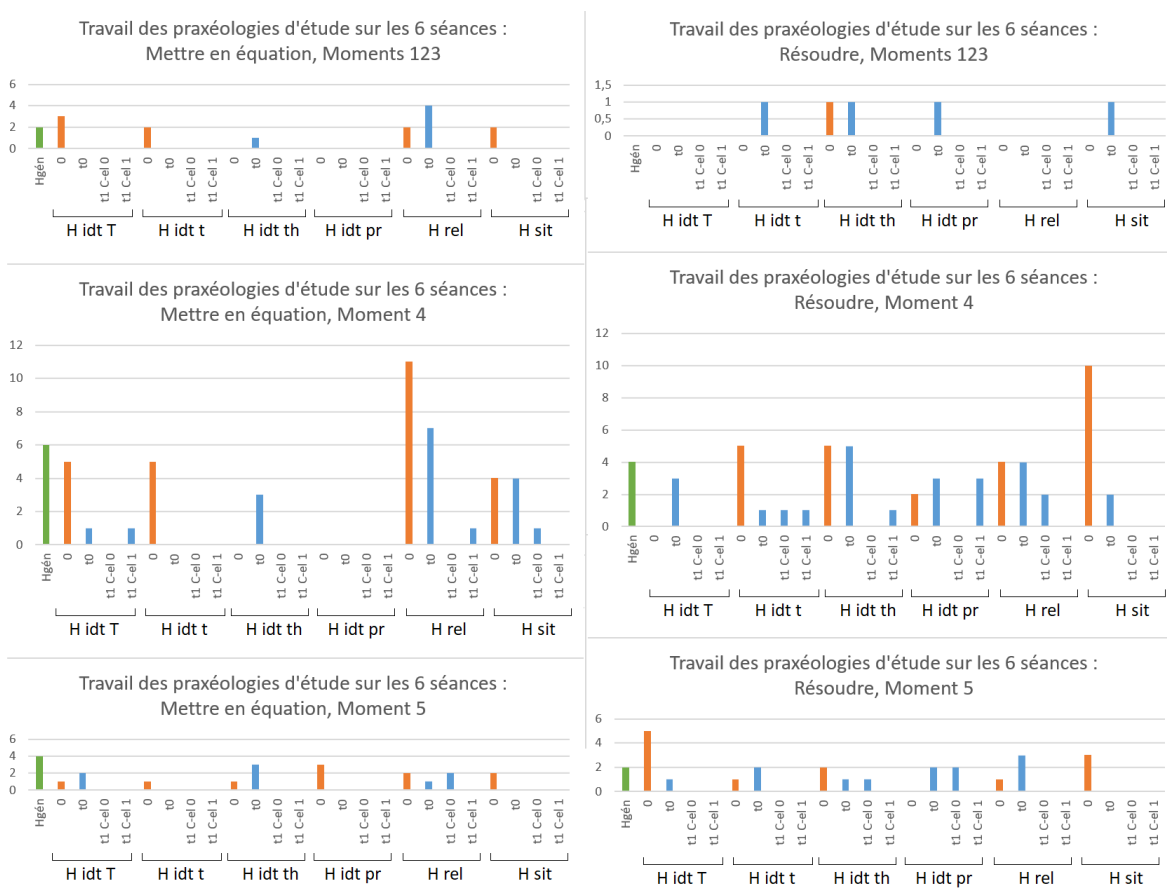 Travail des praxéologies d'étude sur les 6 séances :
Mettre en équation, Moments 123
6
4
2
0
Hgén 0 t0 t1 C-el 0 t1 C-el 1 0 t0 t1 C-el 0 t1 C-el 1 0 t0 t1 C-el 0 t1 C-el 1 0 t0 t1 C-el 0 t1 C-el 1 0 t0 t1 C-el 0 t1 C-el 1 0 t0 t1 C-el 0 t1 C-el 1
H idt T H idt t H idt th H idt pr H rel H sit
Travail des praxéologies d'étude sur les 6 séances :
Résoudre, Moments 123
1,5
1
0,5
0
Hgén 0 t0 t1 C-el 0 t1 C-el 1 0 t0 t1 C-el 0 t1 C-el 1 0 t0 t1 C-el 0 t1 C-el 1 0 t0 t1 C-el 0 t1 C-el 1 0 t0 t1 C-el 0 t1 C-el 1 0 t0 t1 C-el 0 t1 C-el 1
H idt T H idt t H idt th H idt pr H rel H sit
Travail des praxéologies d'étude sur les 6 séances :
Mettre en équation, Moment 4
12
10
8
6
4
2
0
Hgén 0 t0 t1 C-el 0 t1 C-el 1 0 t0 t1 C-el 0 t1 C-el 1 0 t0 t1 C-el 0 t1 C-el 1 0 t0 t1 C-el 0 t1 C-el 1 0 t0 t1 C-el 0 t1 C-el 1 0 t0 t1 C-el 0 t1 C-el 1
H idt T H idt t H idt th H idt pr H rel H sit
Travail des praxéologies d'étude sur les 6 séances :
Résoudre, Moment 4
12
10
8
6
4
2
0
Hgén 0 t0 t1 C-el 0 t1 C-el 1 0 t0 t1 C-el 0 t1 C-el 1 0 t0 t1 C-el 0 t1 C-el 1 0 t0 t1 C-el 0 t1 C-el 1 0 t0 t1 C-el 0 t1 C-el 1 0 t0 t1 C-el 0 t1 C-el 1
H idt T H idt t H idt th H idt pr H rel H sit
Travail des praxéologies d'étude sur les 6 séances :
Mettre en équation, Moment 5
6
4
2
0
Hgén 0 t0 t1 C-el 0 t1 C-el 1 0 t0 t1 C-el 0 t1 C-el 1 0 t0 t1 C-el 0 t1 C-el 1 0 t0 t1 C-el 0 t1 C-el 1 0 t0 t1 C-el 0 t1 C-el 1 0 t0 t1 C-el 0 t1 C-el 1
H idt T H idt t H idt th H idt pr H rel H sit
Travail des praxéologies d'étude sur les 6 séances :
Résoudre, Moment 5
6
4
2
0
Hgén 0 t0 t1 C-el 0 t1 C-el 1 0 t0 t1 C-el 0 t1 C-el 1 0 t0 t1 C-el 0 t1 C-el 1 0 t0 t1 C-el 0 t1 C-el 1 0 t0 t1 C-el 0 t1 C-el 1 0 t0 t1 C-el 0 t1 C-el 1
H idt T H idt t H idt th H idt pr H rel H sit